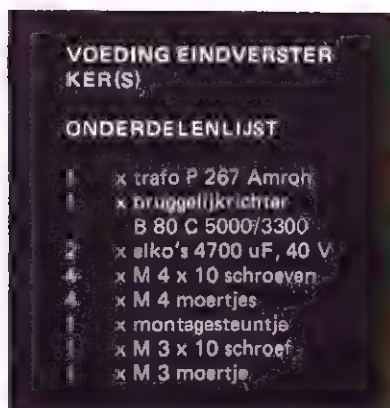 VOEDING EINDVERSTER
KER(S)
ONDERDELENLIJST
1 x trafo P 267 Amroh
1 x bruggelijkrichter
B 80 C 5000/3300
2 x elko's 4700 uF, 40 V
4 x M 4 x 10 schroeven
4 x M 4 moertjes
1 x montagesteuntje
1 x M 3 x 10 schroef
1 x M 3 moertje